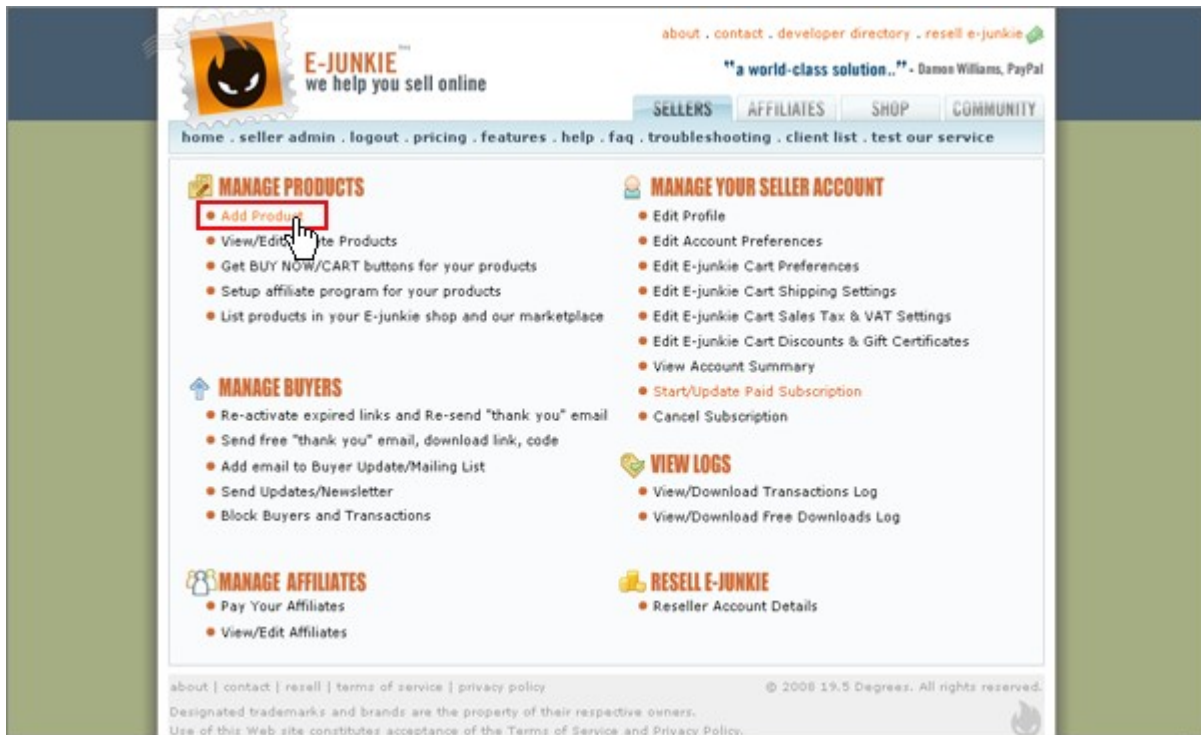 about . contact . developer directory . resell e-junkie
E-JUNKIE™
we help you sell online
"a world-class solution.." - Damon Williams, PayPal
SELLERS AFFILIATES SHOP COMMUNITY
home . seller admin . logout . pricing . features . help . faq . troubleshooting . client list . test our service
MANAGE PRODUCTS
Add Product
View/Edit te Products
Get BUY NOW/CART buttons for your products
Setup affiliate program for your products
List products in your E-junkie shop and our marketplace
MANAGE BUYERS
Re-activate expired links and Re-send "thank you" email
Send free "thank you" email, download link, code
Add email to Buyer Update/Mailing List
Send Updates/Newsletter
Block Buyers and Transactions
MANAGE AFFILIATES
Pay Your Affiliates
View/Edit Affiliates
MANAGE YOUR SELLER ACCOUNT
Edit Profile
Edit Account Preferences
Edit E-junkie Cart Preferences
Edit E-junkie Cart Shipping Settings
Edit E-junkie Cart Sales Tax & VAT Settings
Edit E-junkie Cart Discounts & Gift Certificates
View Account Summary
Start/Update Paid Subscription
Cancel Subscription
VIEW LOGS
View/Download Transactions Log
View/Download Free Downloads Log
RESELL E-JUNKIE
Reseller Account Details
about | contact | resell | terms of service | privacy policy
© 2008 19.5 Degrees. All rights reserved.
Designated trademarks and brands are the property of their respective owners.
Use of this Web site constitutes acceptance of the Terms of Service and Privacy Policy.